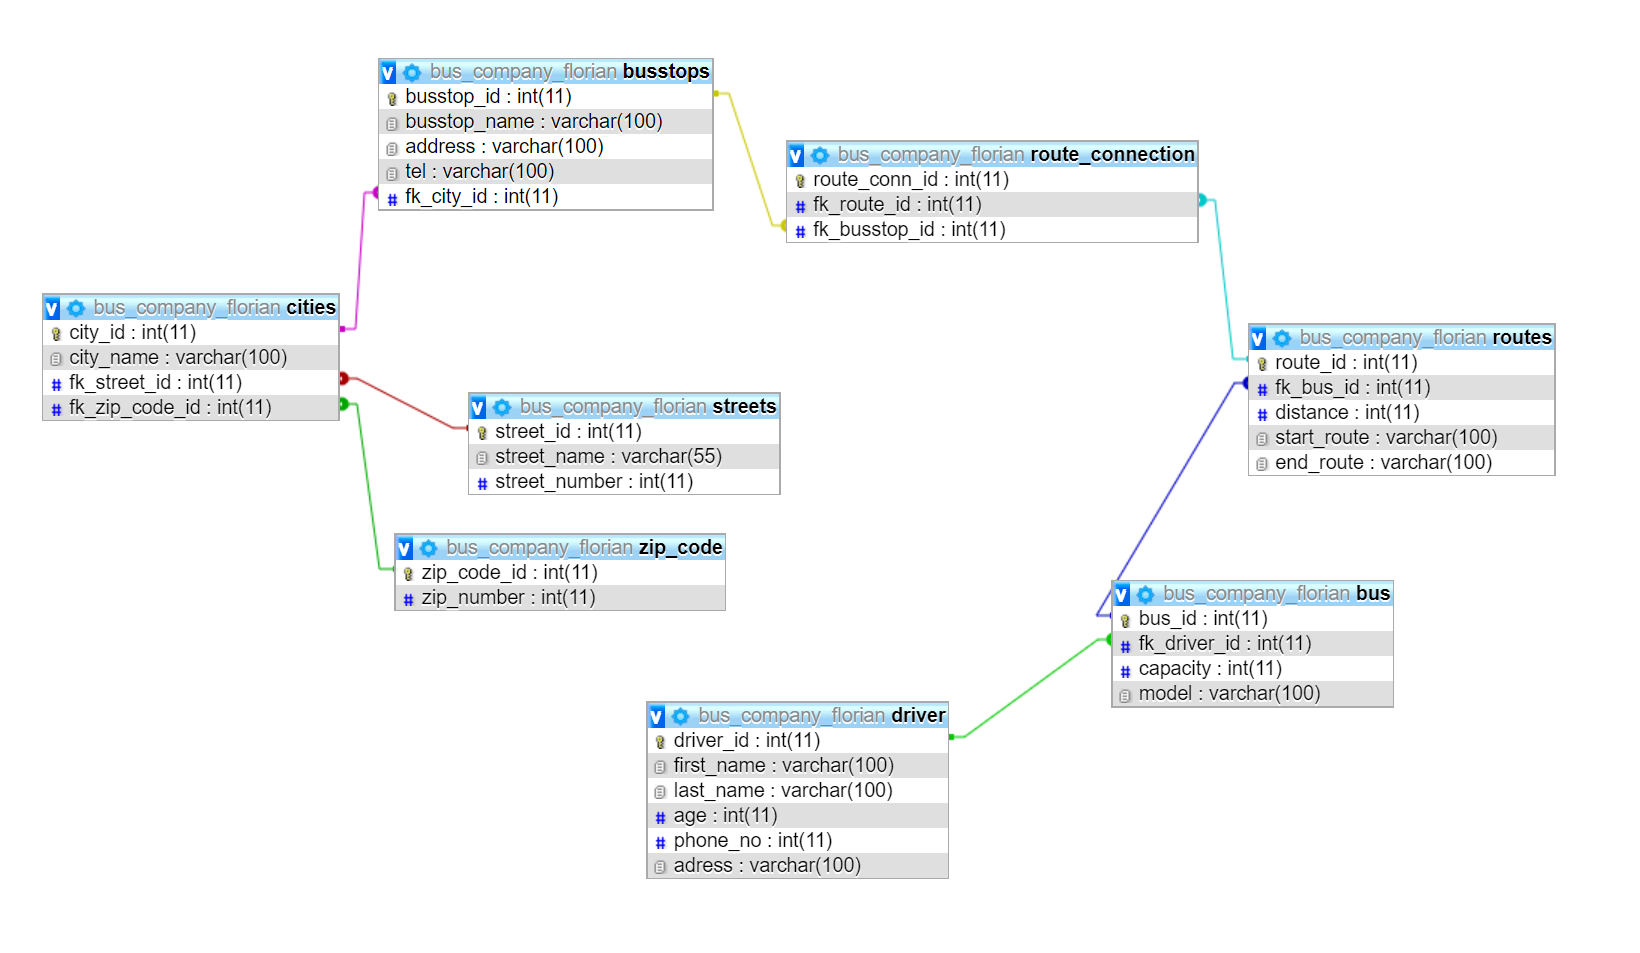 bus_company_florian busstops
busstop_id : int(11)
busstop_name : varchar(100)
address : varchar(100)
tel : varchar(100)
fk_city_id : int(11)
bus_company_florian route_connection
route_conn_id : int(11)
fk_route_id : int(11)
fk_busstop_id : int(11)
bus_company_florian cities
city_id : int(11)
city_name : varchar(100)
fk_street_id : int(11)
fk_zip_code_id : int(11)
bus_company_florian routes
route_id : int(11)
fk_bus_id : int(11)
distance : int(11)
start_route : varchar(100)
end_route : varchar(100)
bus_company_florian streets
street_id : int(11)
street_name : varchar(55)
street_number : int(11)
bus_company_florian zip_code
zip_code_id : int(11)
zip_number : int(11)
bus_company_florian bus
bus_id : int(11)
fk_driver_id : int(11)
capacity : int(11)
model : varchar(100)
bus_company_florian driver
driver_id : int(11)
first_name : varchar(100)
last_name : varchar(100)
age : int(11)
phone_no : int(11)
adress : varchar(100)